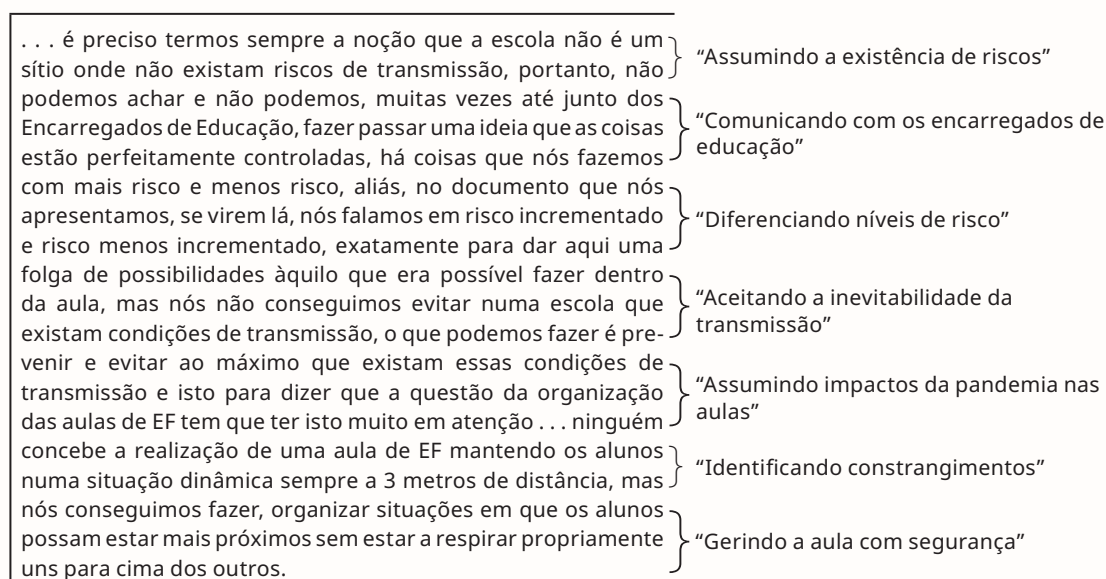 . . . é preciso termos sempre a noção que a escola não é um
sítio onde não existam riscos de transmissão, portanto, não
podemos achar e não podemos, muitas vezes até junto dos
Encarregados de Educação, fazer passar uma ideia que as coisas
estão perfeitamente controladas, há coisas que nós fazemos
com mais risco e menos risco, aliás, no documento que nós
apresentamos, se virem lá, nós falamos em risco incrementado
e risco menos incrementado, exatamente para dar aqui uma
folga de possibilidades àquilo que era possível fazer dentro
da aula, mas nós não conseguimos evitar numa escola que
existam condições de transmissão, o que podemos fazer é pre-
venir e evitar ao máximo que existam essas condições de
transmissão e isto para dizer que a questão da organização
das aulas de EF tem que ter isto muito em atenção . . . ninguém
concebe a realização de uma aula de EF mantendo os alunos
numa situação dinâmica sempre a 3 metros de distância, mas
nós conseguimos fazer, organizar situações em que os alunos
possam estar mais próximos sem estar a respirar propriamente
uns para cima dos outros.
“Assumindo a existência de riscos”
“Comunicando com os encarregados de
educação”
“Diferenciando níveis de risco”
“Aceitando a inevitabilidade da
transmissão”
“Assumindo impactos da pandemia nas
aulas”
“Identificando constrangimentos”
“Gerindo a aula com segurança”